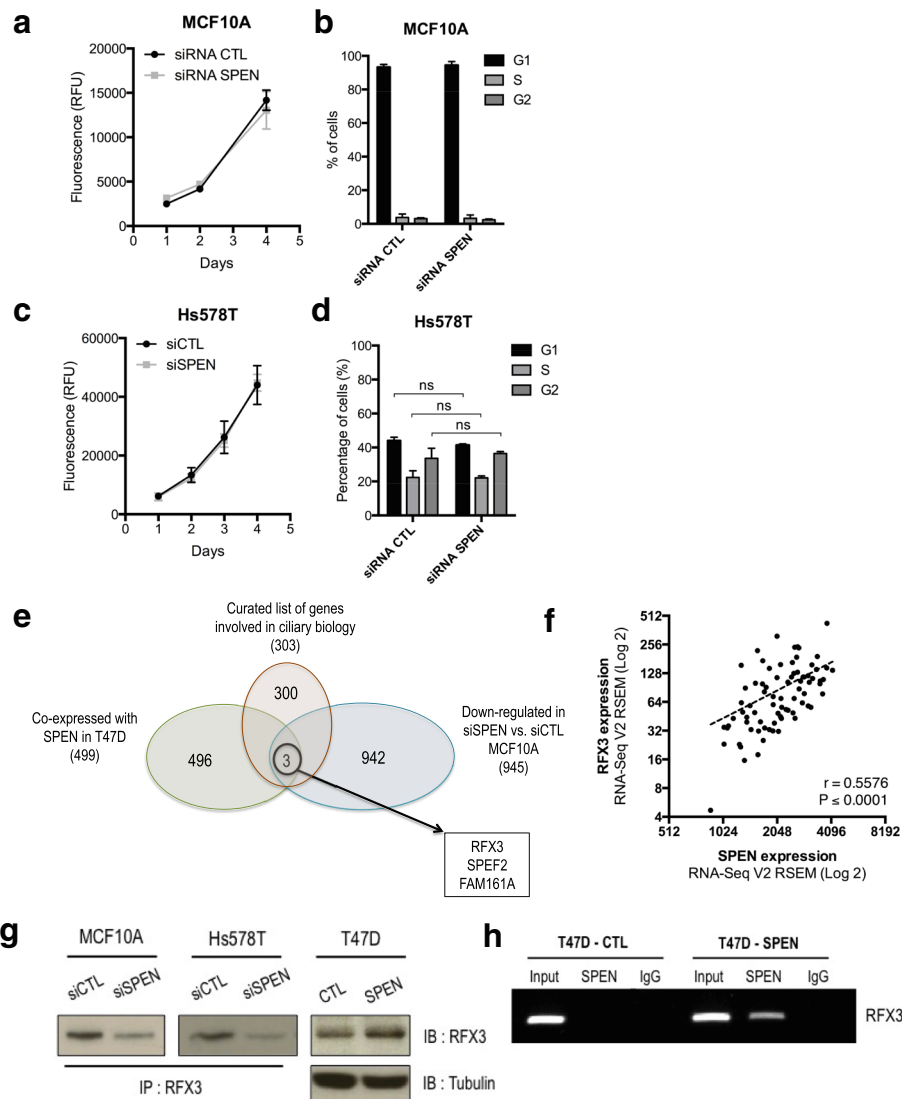 a
MCF10A
siRNA CTL
siRNA SPEN
Fluorescence (RFU)
20000
15000
10000
5000
0
0 1 2 3 4 5
Days
b
MCF10A
% of cells
100
80
60
40
20
0
siRNA CTL
siRNA SPEN
G1
S
G2
c
Hs578T
siCTL
siSPEN
Fluorescence (RFU)
60000
40000
20000
0
0 1 2 3 4 5
Days
d
Hs578T
Percentage of cells (%)
100
80
60
40
20
0
ns
ns
ns
siRNA CTL
siRNA SPEN
G1
S
G2
e
Curated list of genes
involved in ciliary biology
(303)
300
Co-expressed with
SPEN in T47D
(499)
496
3
942
Down-regulated in
siSPEN vs. siCTL
MCF10A
(945)
RFX3
SPEF2
FAM161A
f
RFX3 expression
RNA-Seq V2 RSEM (Log 2)
512
256
128
64
32
16
8
4
r = 0.5576
P ≤ 0.0001
512 1024 2048 4096 8192
SPEN expression
RNA-Seq V2 RSEM (Log 2)
g
MCF10A Hs578T T47D
siCTL siSPEN siCTL siSPEN CTL SPEN
IB : RFX3
IP : RFX3
IB : Tubulin
h
T47D - CTL T47D - SPEN
Input SPEN IgG Input SPEN IgG
RFX3